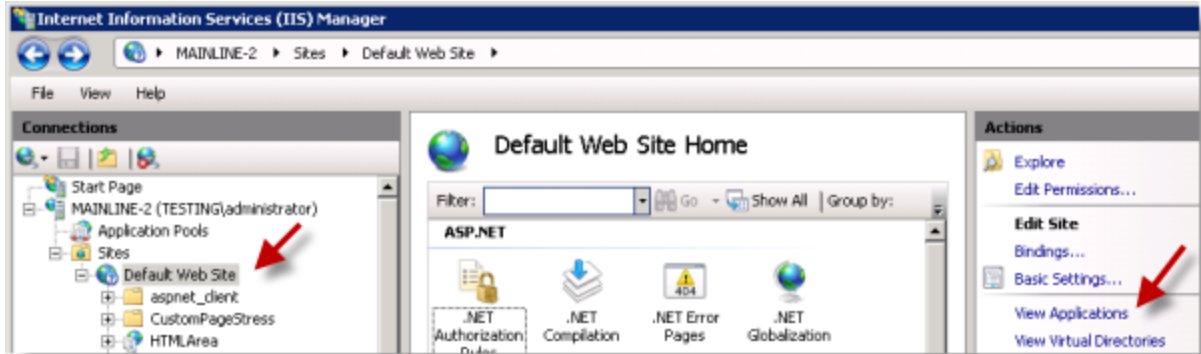 Internet Information Services (IIS) Manager
MAINLINE-2 Sites Default Web Site
File View Help
Connections
Start Page
MAINLINE-2 (TESTING\administrator)
Application Pools
Sites
Default Web Site
aspnet_client
CustomPageStress
HTMLArea
Default Web Site Home
Filter: Go Show All Group by:
ASP.NET
404
.NET Authorization Rules
.NET Compilation
.NET Error Pages
.NET Globalization
Actions
Explore
Edit Permissions...
Edit Site
Bindings...
Basic Settings...
View Applications
View Virtual Directories